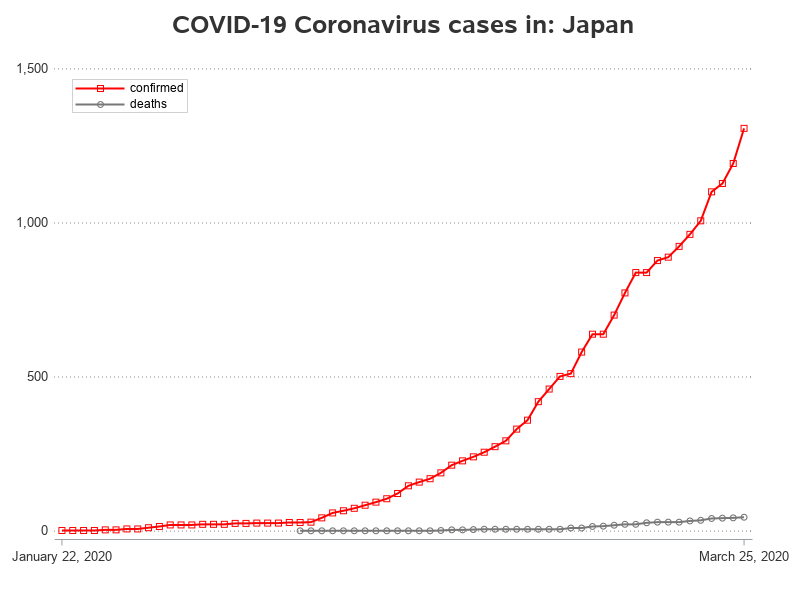 COVID-19 Coronavirus cases in: Japan
1,500
confirmed
deaths
1,000
500
0
January 22, 2020
March 25, 2020